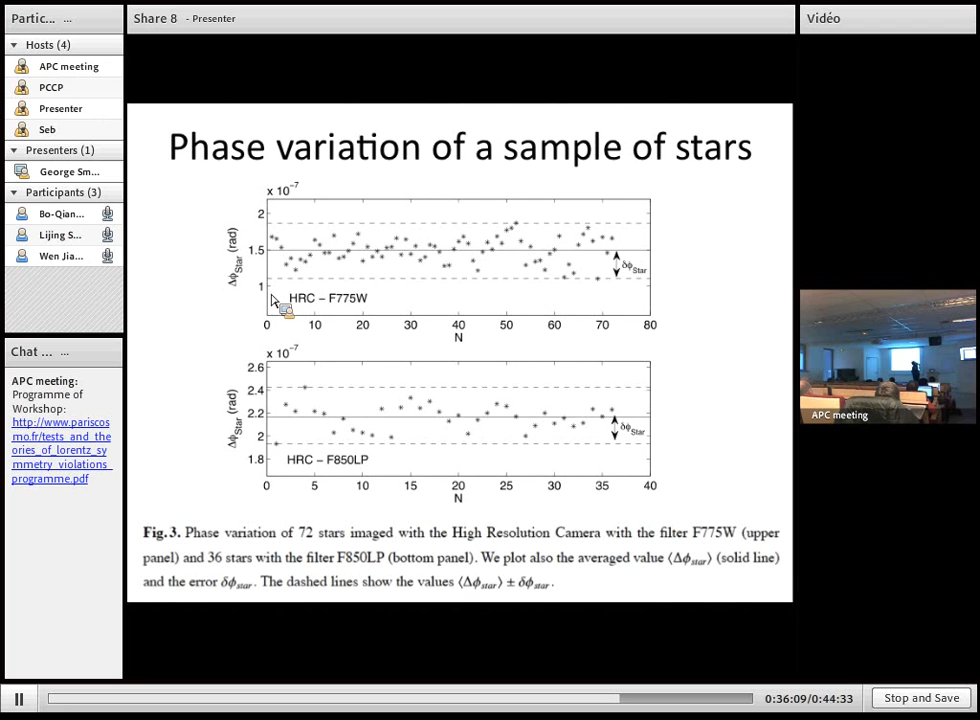 Partic... ...
Hosts (4)
APC meeting
PCCP
Presenter
Seb
Presenters (1)
George Sm...
Participants (3)
Bo-Qian...
Lijing S...
Wen Jia...
Chat ... ...
APC meeting:
Programme of
Workshop:
http://www.pariscos
mo.fr/tests_and_the
ories_of_lorentz_sy
mmetry_violations_
programme.pdf
Share 8 - Presenter
Phase variation of a sample of stars
x 10⁻⁷
2
1.5
1
Δϕ_Star (rad)
δϕ_Star
HRC – F775W
0 10 20 30 40 50 60 70 80
N
x 10⁻⁷
2.6
2.4
2.2
2
1.8
Δϕ_Star (rad)
δϕ_Star
HRC – F850LP
0 5 10 15 20 25 30 35 40
N
Fig. 3. Phase variation of 72 stars imaged with the High Resolution Camera with the filter F775W (upper
panel) and 36 stars with the filter F850LP (bottom panel). We plot also the averaged value ⟨Δϕ_star⟩ (solid line)
and the error δϕ_star. The dashed lines show the values ⟨Δϕ_star⟩ ± δϕ_star.
Vidéo
APC meeting
0:36:09/0:44:33
Stop and Save